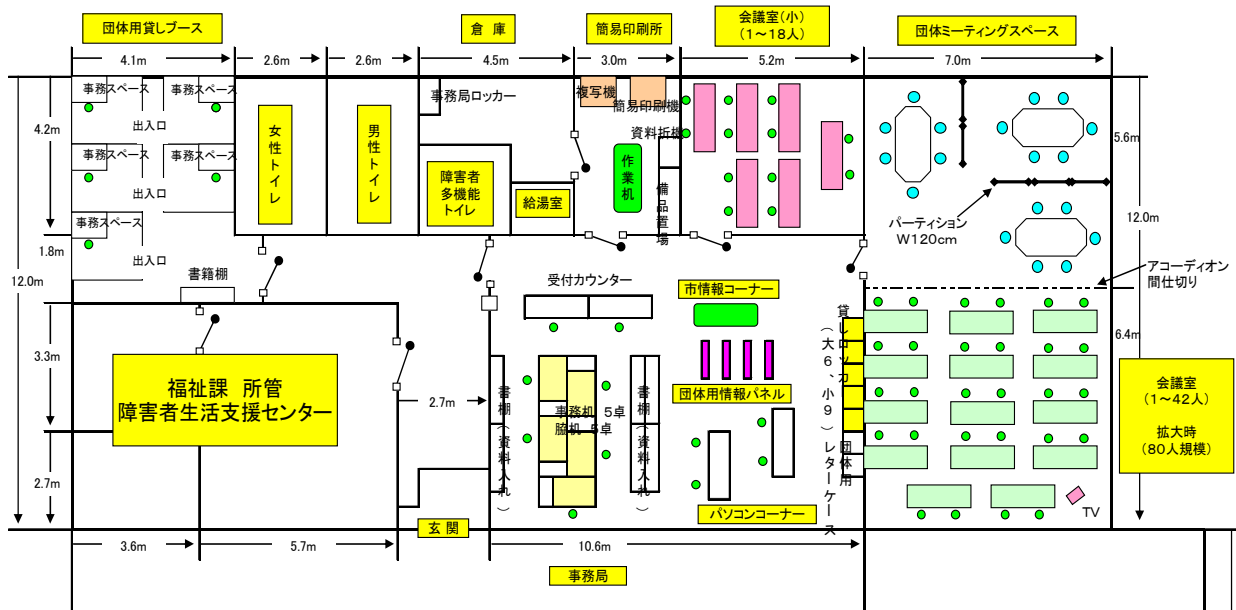 団体用貸しブース
倉 庫
簡易印刷所
会議室(小)
(1～18人)
団体ミーティングスペース
4.1m
2.6m
2.6m
4.5m
3.0m
5.2m
7.0m
事務スペース
事務スペース
出入口
事務スペース
事務スペース
出入口
事務スペース
出入口
4.2m
1.8m
12.0m
3.3m
2.7m
女性トイレ
男性トイレ
事務局ロッカー
障害者
多機能
トイレ
給湯室
複写機
簡易印刷機
資料折機
作業机
備品置場
パーティション
W120cm
5.6m
12.0m
アコーディオン
間仕切り
6.4m
書籍棚
受付カウンター
市情報コーナー
福祉課 所管
障害者生活支援センター
2.7m
書棚(資料入れ)
事務机 5卓
脇机 5卓
書棚(資料入れ)
団体用情報パネル
貸しロッカー(大6、小9)
団体用
レターケース
パソコンコーナー
会議室
(1～42人)
拡大時
(80人規模)
TV
玄 関
3.6m
5.7m
10.6m
事務局